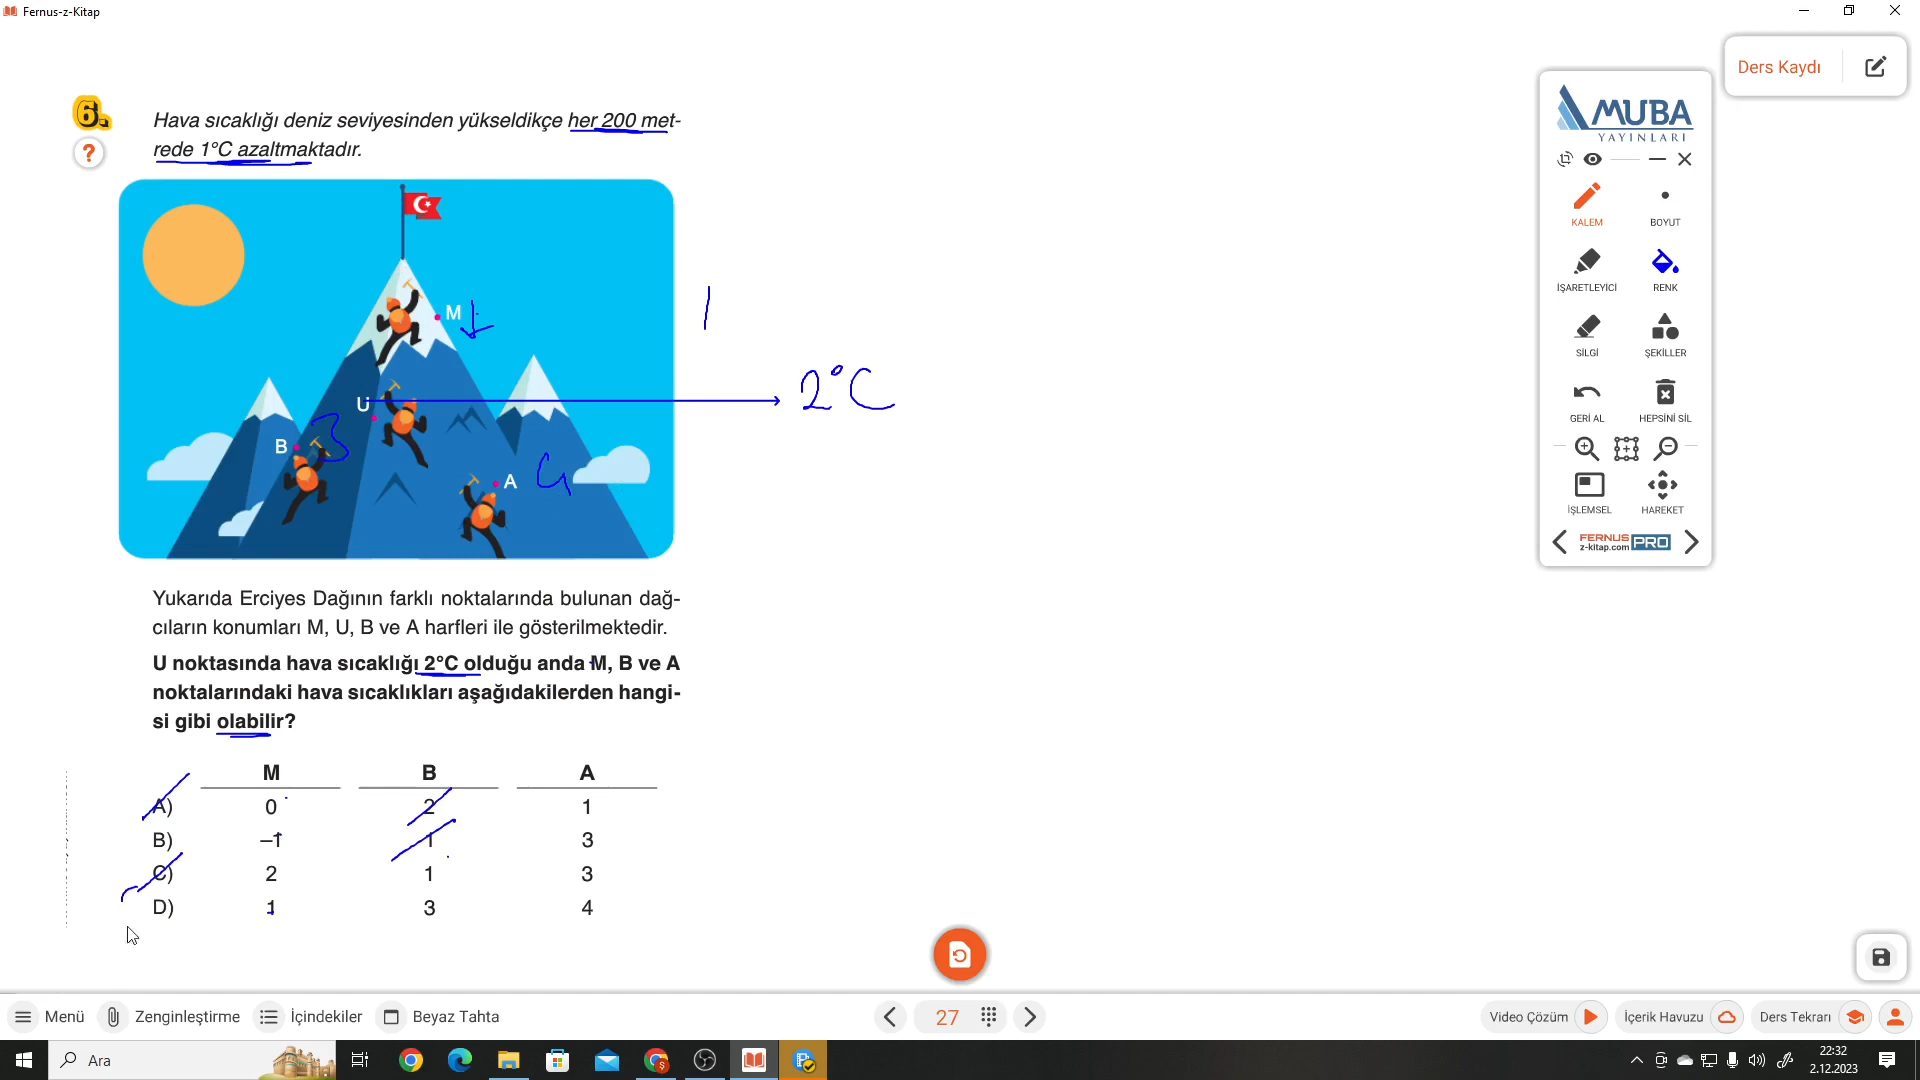 Fernus-z-Kitap
Ders Kaydı
6.
?
Hava sıcaklığı deniz seviyesinden yükseldikçe her 200 met-
rede 1°C azaltmaktadır.
M
U
B
3
A
4
1
2°C
Yukarıda Erciyes Dağının farklı noktalarında bulunan dağ-
cıların konumları M, U, B ve A harfleri ile gösterilmektedir.
U noktasında hava sıcaklığı 2°C olduğu anda M, B ve A
noktalarındaki hava sıcaklıkları aşağıdakilerden hangi-
si gibi olabilir?
M B A
A) 0 2 1
B) –1 1 3
C) 2 1 3
D) 1 3 4
MUBA
YAYINLARI
KALEM BOYUT
İŞARETLEYİCİ RENK
SİLGİ ŞEKİLLER
GERİ AL HEPSİNİ SİL
İŞLEMSEL HAREKET
FERNUS PRO
z-kitap.com
Menü Zenginleştirme İçindekiler Beyaz Tahta 27 Video Çözüm İçerik Havuzu Ders Tekrarı
Ara
22:32
2.12.2023